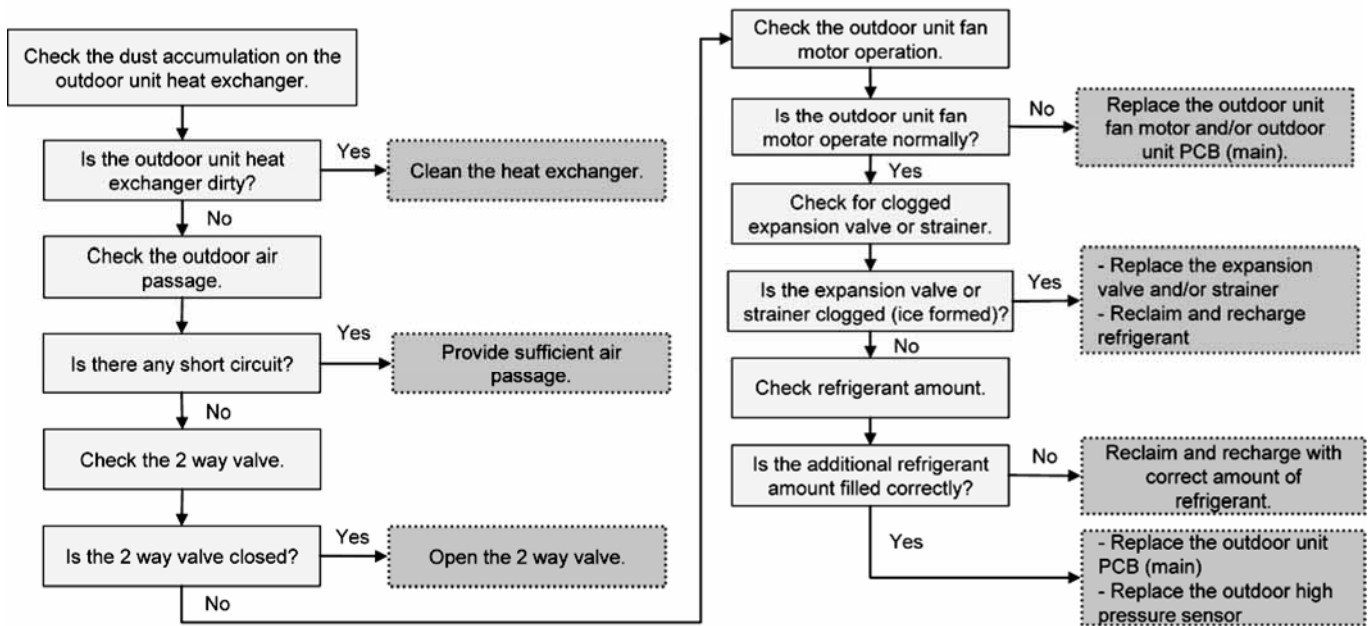 Check the dust accumulation on the
outdoor unit heat exchanger.
Is the outdoor unit heat
exchanger dirty?
Yes
Clean the heat exchanger.
No
Check the outdoor air
passage.
Is there any short circuit?
Yes
Provide sufficient air
passage.
No
Check the 2 way valve.
Is the 2 way valve closed?
Yes
Open the 2 way valve.
No
Check the outdoor unit fan
motor operation.
Is the outdoor unit fan
motor operate normally?
No
Replace the outdoor unit
fan motor and/or outdoor
unit PCB (main).
Yes
Check for clogged
expansion valve or strainer.
Is the expansion valve or
strainer clogged (ice formed)?
Yes
- Replace the expansion
valve and/or strainer
- Reclaim and recharge
refrigerant
No
Check refrigerant amount.
Is the additional refrigerant
amount filled correctly?
No
Reclaim and recharge with
correct amount of
refrigerant.
Yes
- Replace the outdoor unit
PCB (main)
- Replace the outdoor high
pressure sensor